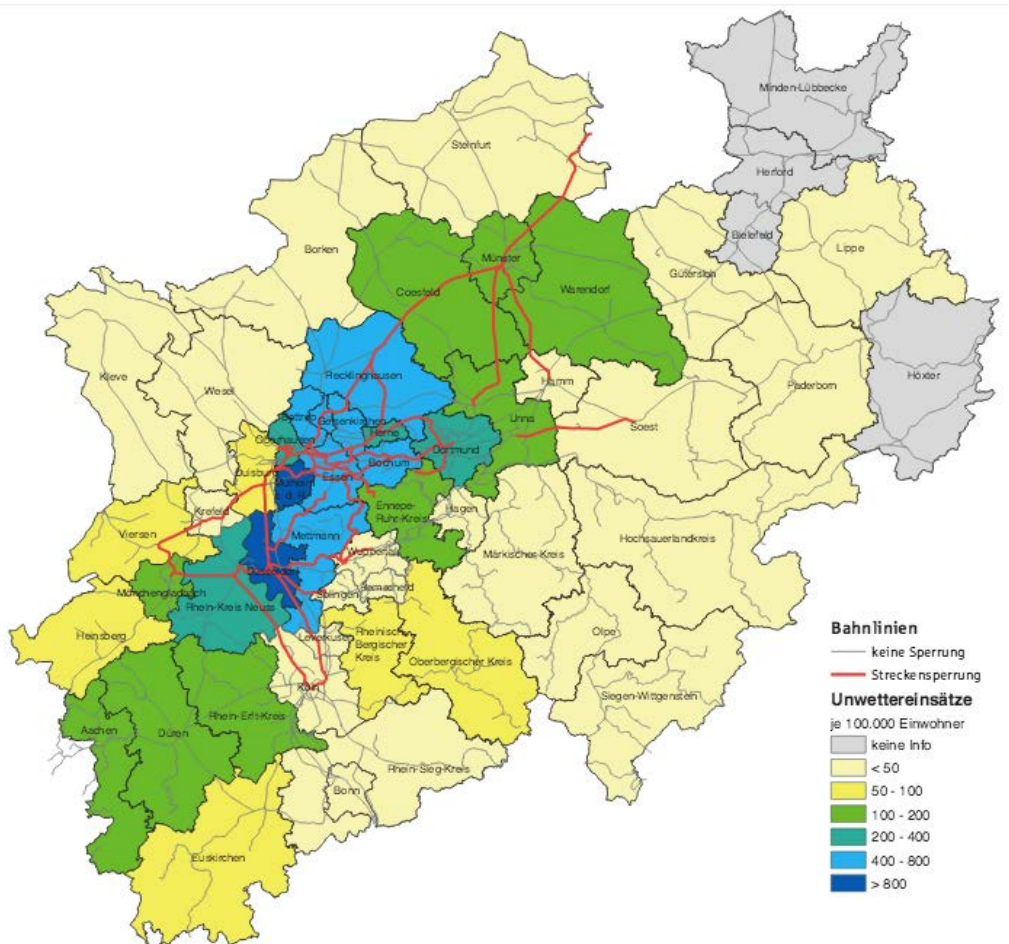 Minden-Lübbecke
Steinfurt
Herford
Bielefeld
Lippe
Borken
Münster
Gütersloh
Coesfeld
Warendorf
Höxter
Kleve
Wesel
Recklinghausen
Hamm
Paderborn
Bottrop
Gelsenkirchen
Unna
Soest
Oberhausen
Herne
Dortmund
Duisburg
Bochum
Essen
Mülheim
a. d. R.
Krefeld
Ennepe-
Ruhr-Kreis
Hagen
Viersen
Mettmann
Hochsauerlandkreis
Wuppertal
Märkischer-Kreis
Düsseldorf
Mönchengladbach
Remscheid
Solingen
Rhein-Kreis Neuss
Heinsberg
Leverkusen
Rheinisch-
Bergischer
Kreis
Olpe
Oberbergischer Kreis
Köln
Siegen-Wittgenstein
Rhein-Erft-Kreis
Aachen
Düren
Rhein-Sieg-Kreis
Bonn
Euskirchen
Bahnlinien
keine Sperrung
Streckensperrung
Unwettereinsätze
je 100.000 Einwohner
keine Info
< 50
50 - 100
100 - 200
200 - 400
400 - 800
> 800